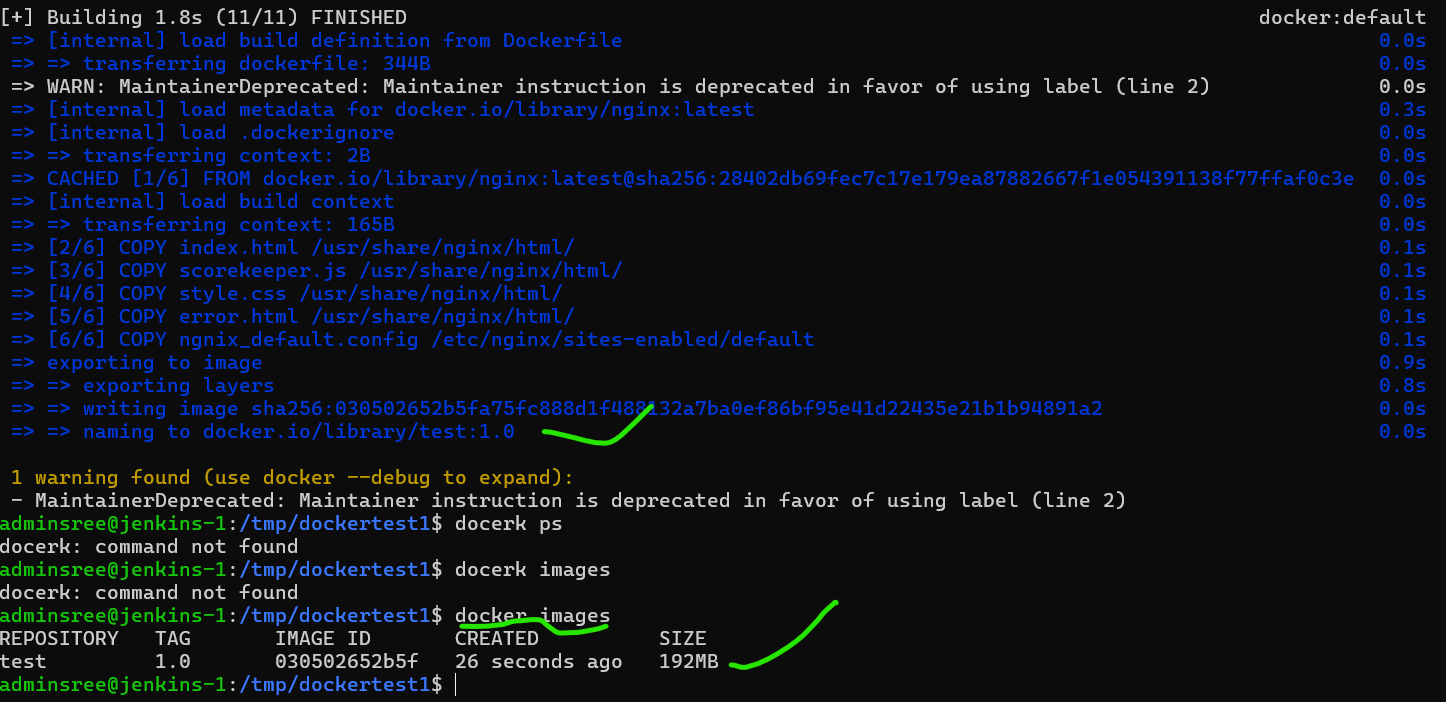 [+] Building 1.8s (11/11) FINISHED docker:default
=> [internal] load build definition from Dockerfile 0.0s
=> => transferring dockerfile: 344B 0.0s
=> WARN: MaintainerDeprecated: Maintainer instruction is deprecated in favor of using label (line 2) 0.0s
=> [internal] load metadata for docker.io/library/nginx:latest 0.3s
=> [internal] load .dockerignore 0.0s
=> => transferring context: 2B 0.0s
=> CACHED [1/6] FROM docker.io/library/nginx:latest@sha256:28402db69fec7c17e179ea87882667f1e054391138f77ffaf0c3e 0.0s
=> [internal] load build context 0.0s
=> => transferring context: 165B 0.0s
=> [2/6] COPY index.html /usr/share/nginx/html/ 0.1s
=> [3/6] COPY scorekeeper.js /usr/share/nginx/html/ 0.1s
=> [4/6] COPY style.css /usr/share/nginx/html/ 0.1s
=> [5/6] COPY error.html /usr/share/nginx/html/ 0.1s
=> [6/6] COPY ngnix_default.config /etc/nginx/sites-enabled/default 0.1s
=> exporting to image 0.9s
=> => exporting layers 0.8s
=> => writing image sha256:030502652b5fa75fc888d1f488132a7ba0ef86bf95e41d22435e21b1b94891a2 0.0s
=> => naming to docker.io/library/test:1.0 0.0s
1 warning found (use docker --debug to expand):
- MaintainerDeprecated: Maintainer instruction is deprecated in favor of using label (line 2)
adminsree@jenkins-1:/tmp/dockertest1$ docerk ps
docerk: command not found
adminsree@jenkins-1:/tmp/dockertest1$ docerk images
docerk: command not found
adminsree@jenkins-1:/tmp/dockertest1$ docker images
REPOSITORY TAG IMAGE ID CREATED SIZE
test 1.0 030502652b5f 26 seconds ago 192MB
adminsree@jenkins-1:/tmp/dockertest1$